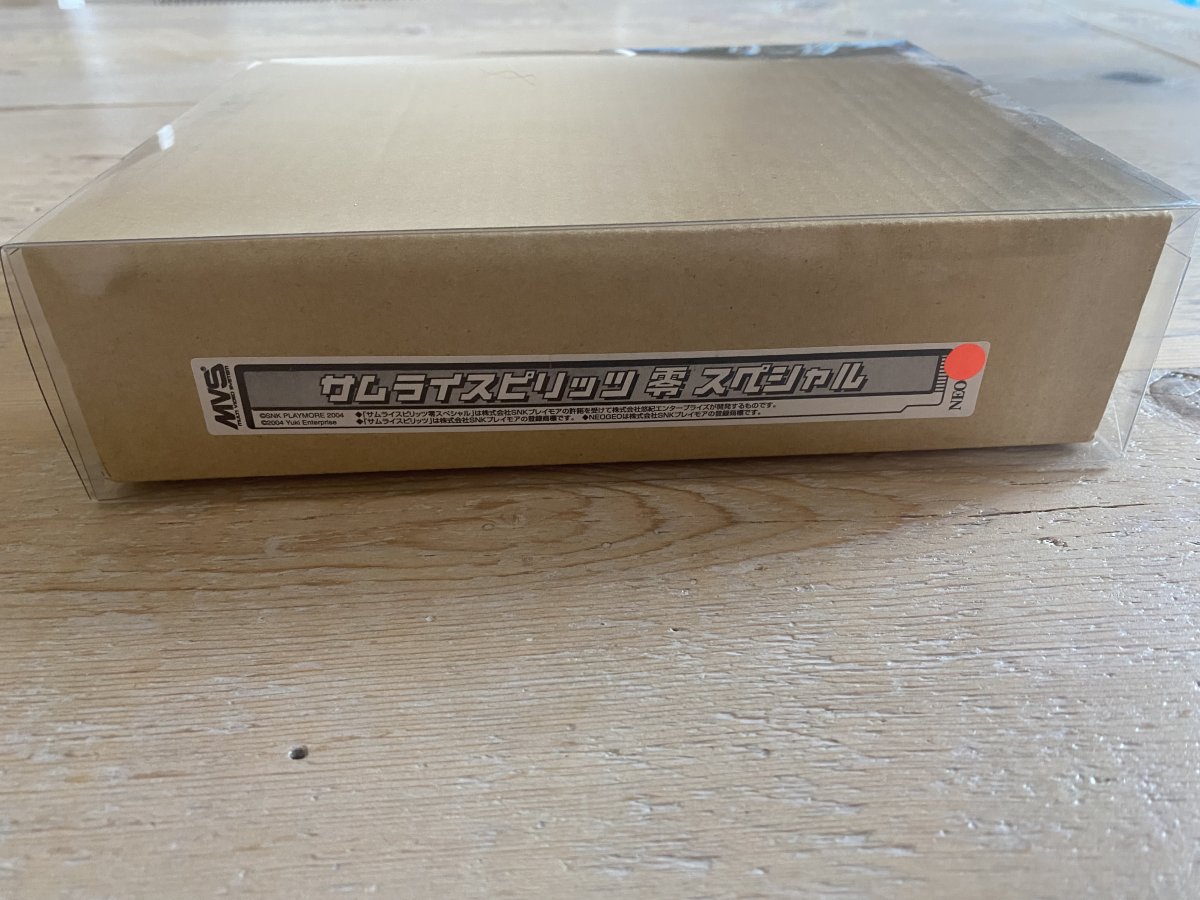 MVS
MULTI VIDEO SYSTEM
サムライスピリッツ 零 スペシャル
©SNK PLAYMORE 2004
©2004 Yuki Enterprise
◆「サムライスピリッツ零スペシャル」は株式会社SNKプレイモアの許諾を受けて株式会社悠紀エンタープライズが開発するものです。
◆「サムライスピリッツ」は株式会社SNKプレイモアの登録商標です。 ◆NEOGEOは株式会社SNKプレイモアの登録商標です。
NEO